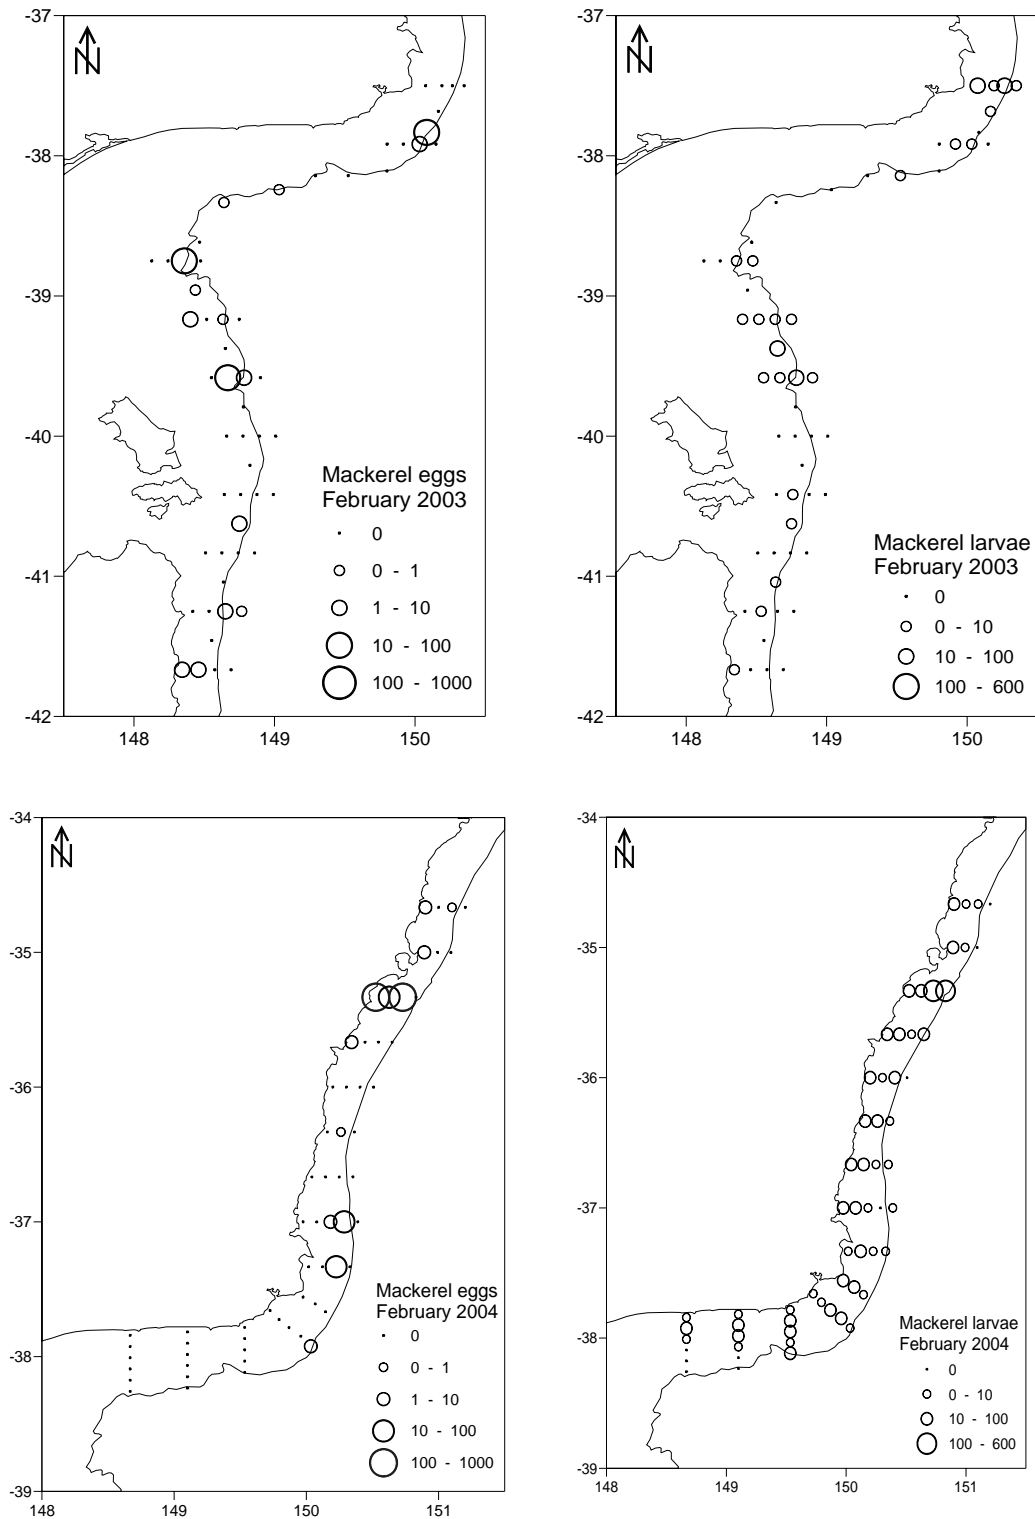 -37
-38
-39
-40
-41
-42
148
149
150
N
Mackerel eggs
February 2003
0
0 - 1
1 - 10
10 - 100
100 - 1000
-37
-38
-39
-40
-41
-42
148
149
150
N
Mackerel larvae
February 2003
0
0 - 10
10 - 100
100 - 600
-34
-35
-36
-37
-38
-39
148
149
150
151
N
Mackerel eggs
February 2004
0
0 - 1
1 - 10
10 - 100
100 - 1000
-34
-35
-36
-37
-38
-39
148
149
150
151
N
Mackerel larvae
February 2004
0
0 - 10
10 - 100
100 - 600